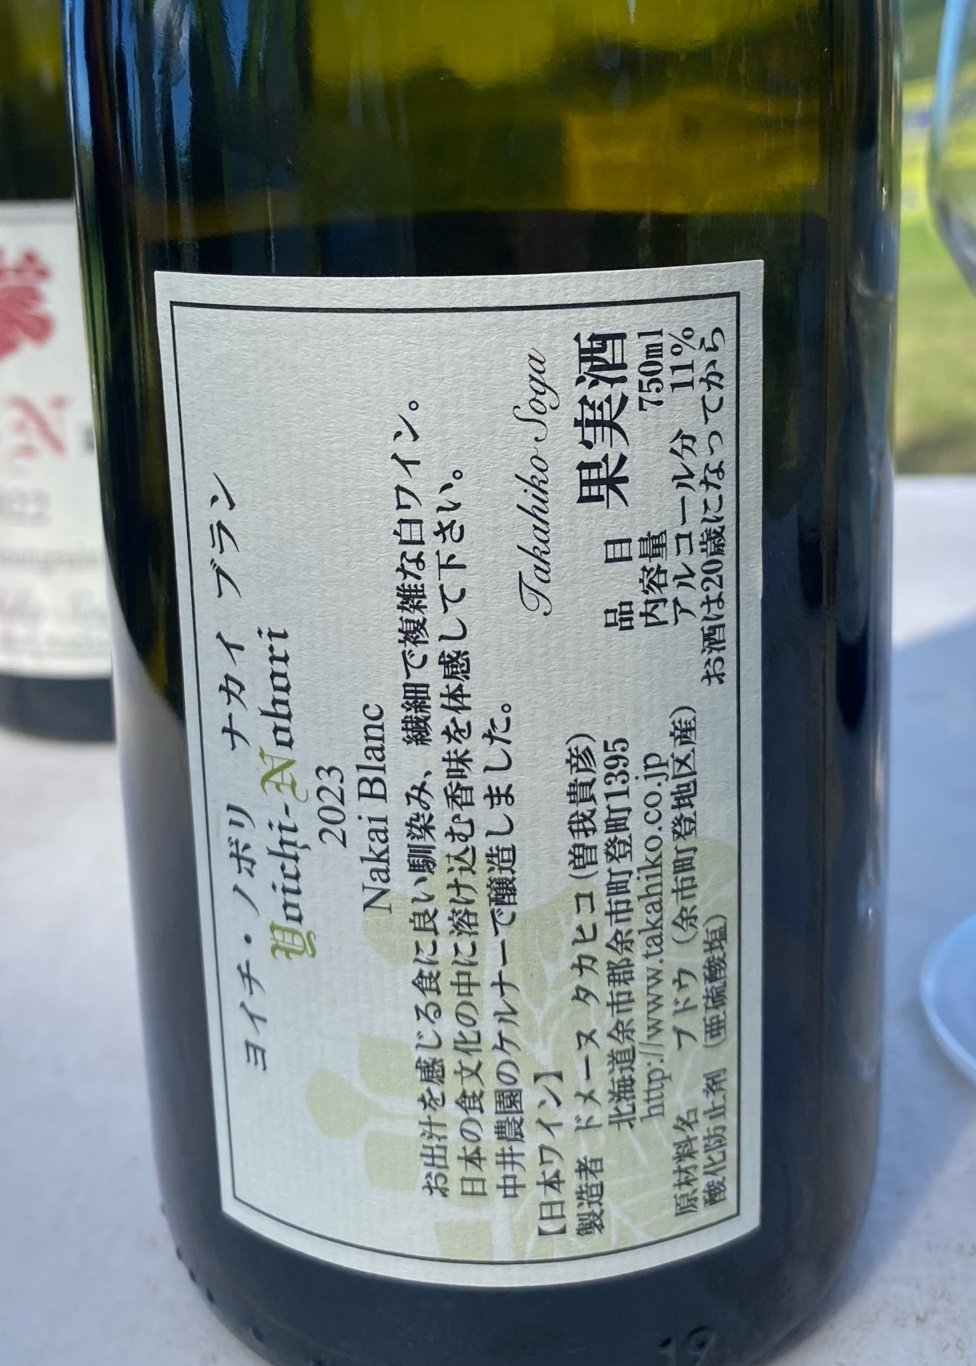 ヨイチ・ノボリ ナカイ ブラン
Yoichi-Nobori
2023
Nakai Blanc
お出汁を感じる食に良い馴染み、繊細で複雑な白ワイン。
日本の食文化の中に溶け込む香味を体感して下さい。
中井農園のケルナーで醸造しました。
Takahiko Soga
【日本ワイン】
製造者 ドメーヌ タカヒコ (曽我貴彦)
北海道余市郡余市町登町1395
http://www.takahiko.co.jp
原材料名 ブドウ (余市町登地区産)
酸化防止剤 (亜硫酸塩)
品目 果実酒
内容量 750ml
アルコール分 11%
お酒は20歳になってから
19